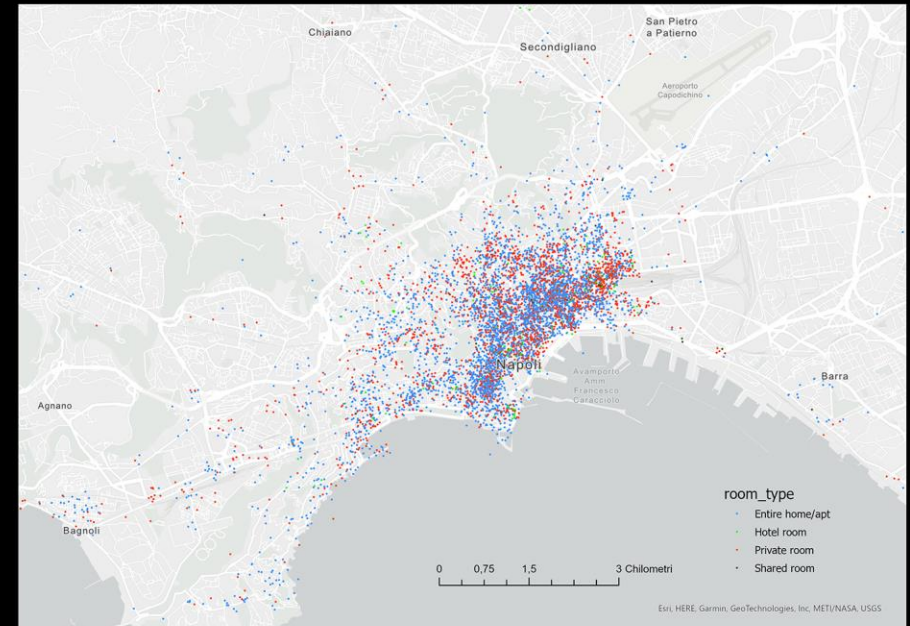 Chiaiano
San Pietro
a Patierno
Secondigliano
Aeroporto
Capodichino
Napoli
Avamporto
Amm
Francesco
Caracciolo
Barra
Agnano
Bagnoli
room_type
Entire home/apt
Hotel room
Private room
Shared room
0 0,75 1,5 3 Chilometri
Esri, HERE, Garmin, GeoTechnologies, Inc, METI/NASA, USGS